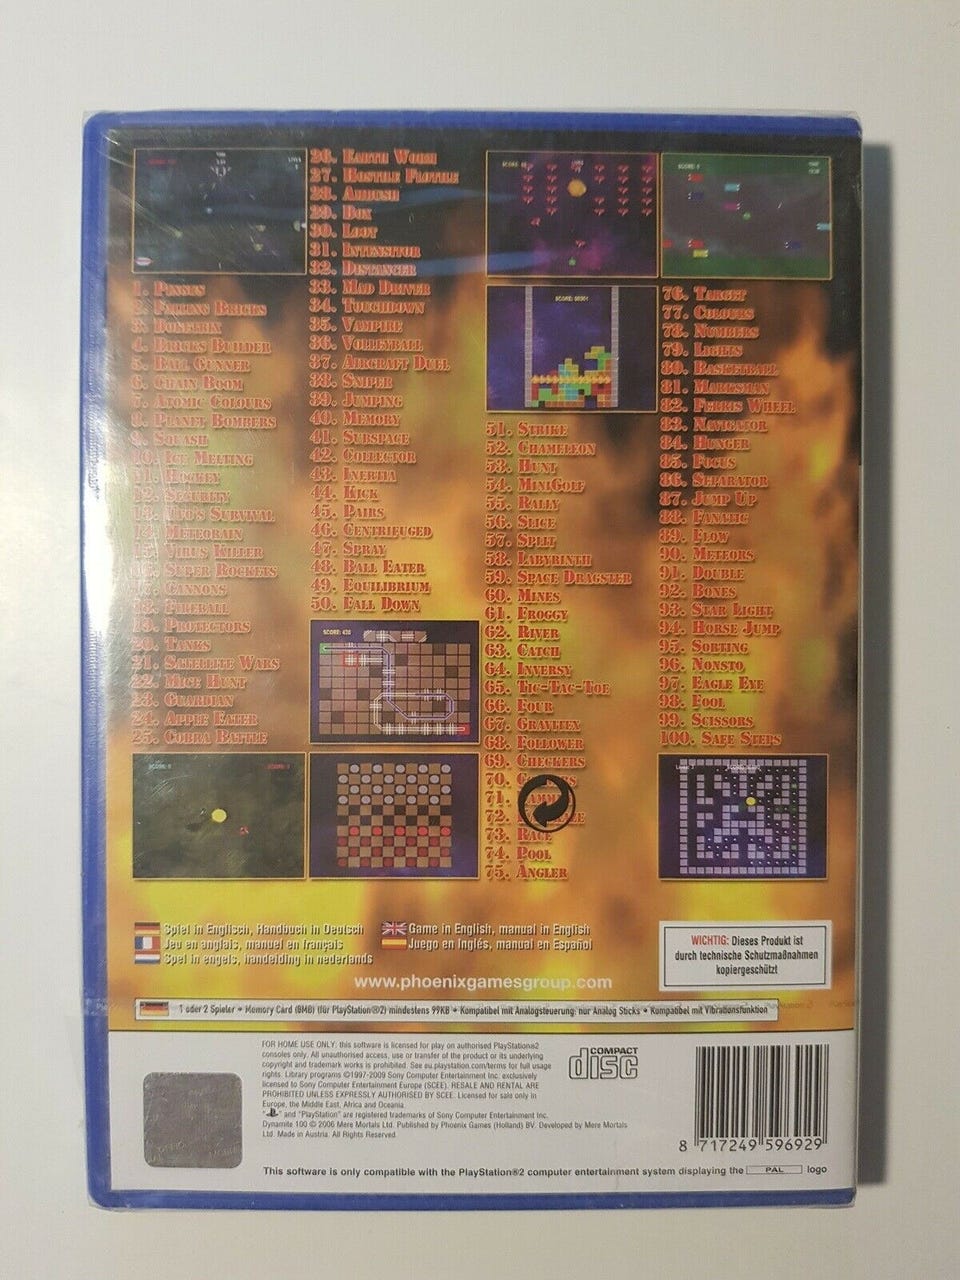 1. Pongs
2. Falling Bricks
3. Dometrix
4. Bricks Builder
5. Ball Gunner
6. Chain Boom
7. Atomic Colours
8. Planet Bombers
9. Squash
10. Ice Melting
11. Hockey
12. Security
13. Ufo's Survival
14. Meteorain
15. Virus Killer
16. Super Rockets
17. Cannons
18. Fireball
19. Protectors
20. Tanks
21. Satellite Wars
22. Mice Hunt
23. Guardian
24. Apple Eater
25. Cobra Battle
26. Earth Worm
27. Hostile Flotile
28. Ambush
29. Box
30. Loot
31. Intensitor
32. Distancer
33. Mad Driver
34. Touchdown
35. Vampire
36. Volleyball
37. Aircraft Duel
38. Sniper
39. Jumping
40. Memory
41. Subspace
42. Collector
43. Inertia
44. Kick
45. Pairs
46. Centrifuged
47. Spray
48. Ball Eater
49. Equilibrium
50. Fall Down
SCORE: 430
51. Strike
52. Chameleon
53. Hunt
54. MiniGolf
55. Rally
56. Slice
57. Split
58. Labyrinth
59. Space Dragster
60. Mines
61. Froggy
62. River
63. Catch
64. Inversy
65. Tic-Tac-Toe
66. Four
67. Gravitex
68. Follower
69. Checkers
70.
71.
72.
73. Race
74. Pool
75. Angler
76. Target
77. Colours
78. Numbers
79. Lights
80. Basketball
81. Marksman
82. Ferris Wheel
83. Navigator
84. Hunger
85. Focus
86. Separator
87. Jump Up
88. Fanatic
89. Flow
90. Meteors
91. Double
92. Bones
93. Star Light
94. Horse Jump
95. Sorting
96. Nonsto
97. Eagle Eye
98. Fool
99. Scissors
100. Safe Steps
Spiel in Englisch, Handbuch in Deutsch
Jeu en anglais, manuel en français
Spel in engels, handeiding in nederlands
Game in English, manual in English
Juego en Inglés, manual en Español
www.phoenixgamesgroup.com
WICHTIG: Dieses Produkt ist
durch technische Schutzmaßnahmen
kopiergeschützt
1 oder 2 Spieler • Memory Card (8MB) (für PlayStation®2) mindestens 99KB • Kompatibel mit Analogsteuerung: nur Analog Sticks • Kompatibel mit Vibrationsfunktion
FOR HOME USE ONLY: this software is licensed for play on authorised PlayStation®2
consoles only. All unauthorised access, use or transfer of the product or its underlying
copyright and trademark works is prohibited. See eu.playstation.com/terms for full usage
rights. Library programs ©1997-2009 Sony Computer Entertainment Inc. exclusively
licensed to Sony Computer Entertainment Europe (SCEE). RESALE AND RENTAL ARE
PROHIBITED UNLESS EXPRESSLY AUTHORISED BY SCEE. Licensed for sale only in
Europe, the Middle East, Africa and Oceania.
" " and "PlayStation" are registered trademarks of Sony Computer Entertainment Inc.
Dynamite 100 © 2006 Mere Mortals Ltd. Published by Phoenix Games (Holland) BV. Developed by Mere Mortals
Ltd. Made in Austria. All Rights Reserved.
COMPACT
disc
8 717249 596929
This software is only compatible with the PlayStation®2 computer entertainment system displaying the PAL logo